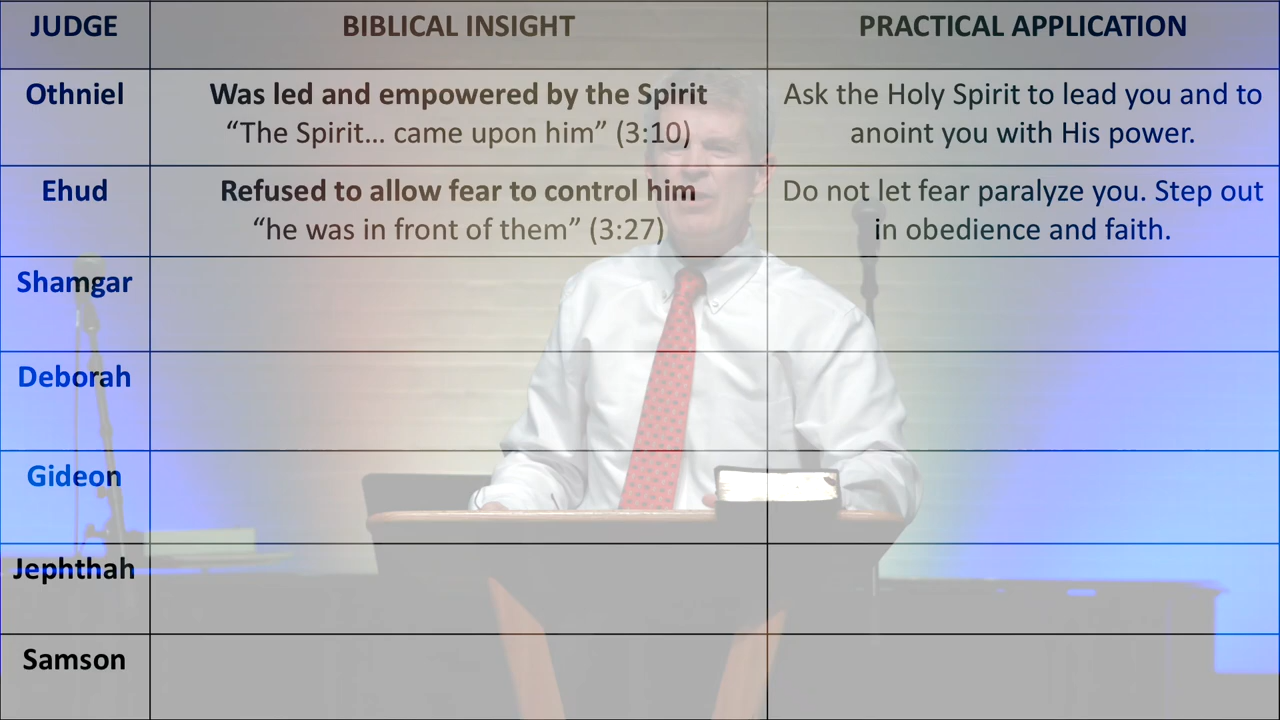 JUDGE BIBLICAL INSIGHT PRACTICAL APPLICATION
Othniel
Was led and empowered by the Spirit
“The Spirit... came upon him” (3:10)
Ask the Holy Spirit to lead you and to
anoint you with His power.
Ehud
Refused to allow fear to control him
“he was in front of them” (3:27)
Do not let fear paralyze you. Step out
in obedience and faith.
Shamgar
Deborah
Gideon
Jephthah
Samson